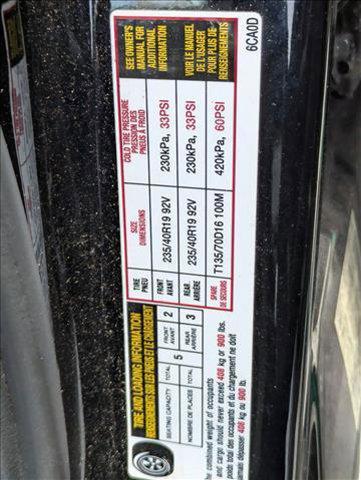 TIRE AND LOADING INFORMATION
RENSEIGNEMENTS SUR LES PNEUS ET LE CHARGEMENT
SEATING CAPACITY TOTAL 5 FRONT 2 REAR 3
NOMBRE DE PLACES TOTAL AVANT ARRIÈRE
The combined weight of occupants
and cargo should never exceed 408 kg or 900 lbs.
poids total des occupants et du chargement ne doit
jamais dépasser 408 kg ou 900 lb.
TIRE SIZE COLD TIRE PRESSURE
PNEU DIMENSIONS PRESSION DES
PNEUS À FROID
FRONT
AVANT 235/40R19 92V 230kPa, 33PSI
REAR
ARRIÈRE 235/40R19 92V 230kPa, 33PSI
SPARE
DE SECOURS T135/70D16 100M 420kPa, 60PSI
SEE OWNER'S
MANUAL FOR
ADDITIONAL
INFORMATION
VOIR LE MANUEL
DE L'USAGER
POUR PLUS DE
RENSEIGNEMENTS
6CA0D